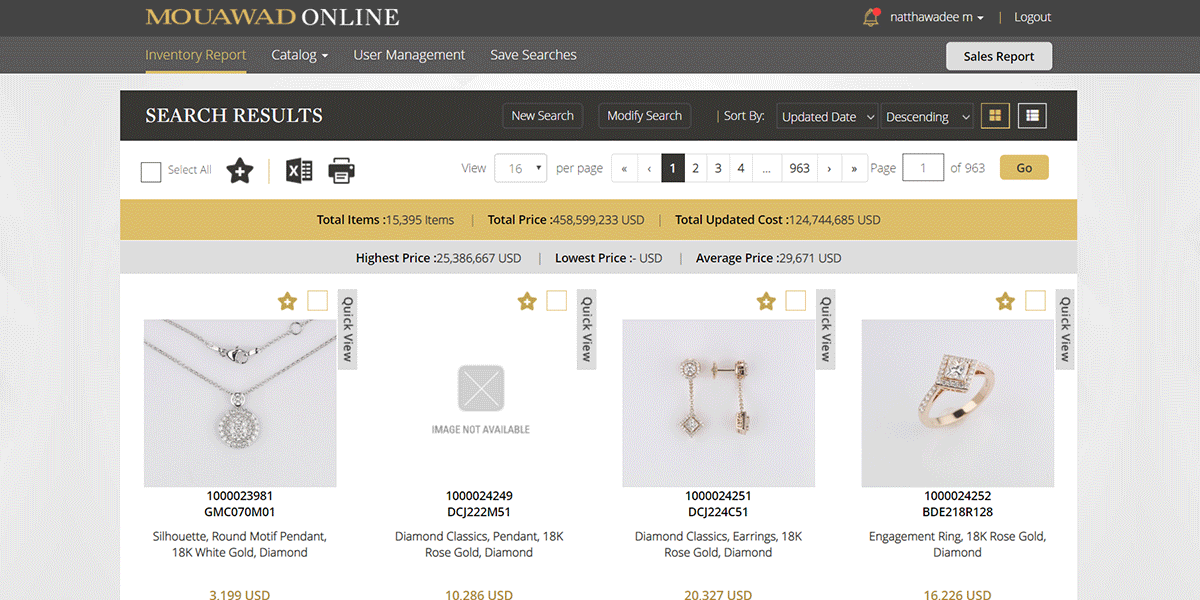 MOUAWAD ONLINE
natthawadee m | Logout
Inventory Report Catalog User Management Save Searches Sales Report
SEARCH RESULTS New Search Modify Search | Sort By: Updated Date Descending
Select All View 16 per page « ‹ 1 2 3 4 ... 963 › » Page 1 of 963 Go
Total Items :15,395 Items | Total Price :458,599,233 USD | Total Updated Cost :124,744,685 USD
Highest Price :25,386,667 USD | Lowest Price :- USD | Average Price :29,671 USD
Quick View Quick View Quick View Quick View
IMAGE NOT AVAILABLE
1000023981 1000024249 1000024251 1000024252
GMC070M01 DCJ222M51 DCJ224C51 BDE218R128
Silhouette, Round Motif Pendant, Diamond Classics, Pendant, 18K Diamond Classics, Earrings, 18K Engagement Ring, 18K Rose Gold,
18K White Gold, Diamond Rose Gold, Diamond Rose Gold, Diamond Diamond
3,199 USD 10,286 USD 20,327 USD 16,226 USD